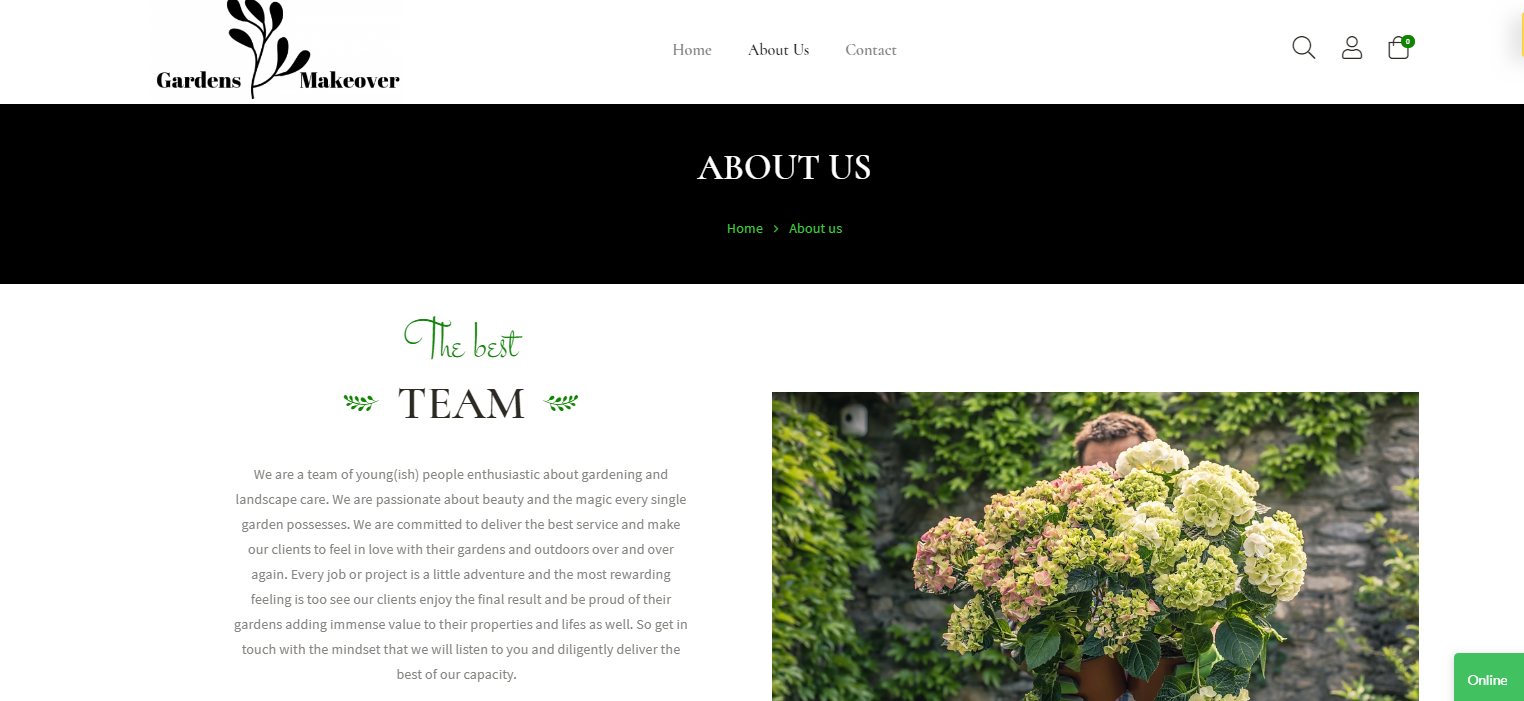 Gardens Makeover
Home About Us Contact
0
ABOUT US
Home > About us
The best
TEAM
We are a team of young(ish) people enthusiastic about gardening and
landscape care. We are passionate about beauty and the magic every single
garden possesses. We are committed to deliver the best service and make
our clients to feel in love with their gardens and outdoors over and over
again. Every job or project is a little adventure and the most rewarding
feeling is too see our clients enjoy the final result and be proud of their
gardens adding immense value to their properties and lifes as well. So get in
touch with the mindset that we will listen to you and diligently deliver the
best of our capacity.
Online